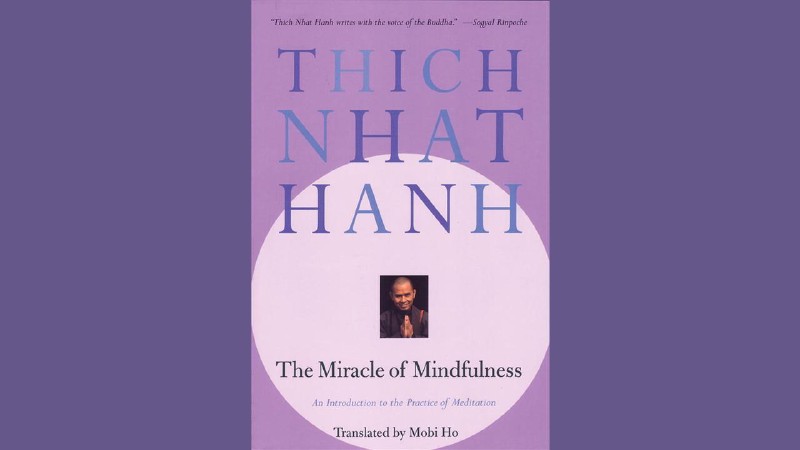 "Thich Nhat Hanh writes with the voice of the Buddha." —Sogyal Rinpoche
THICH
NHAT
HANH
The Miracle of Mindfulness
An Introduction to the Practice of Meditation
Translated by Mobi Ho